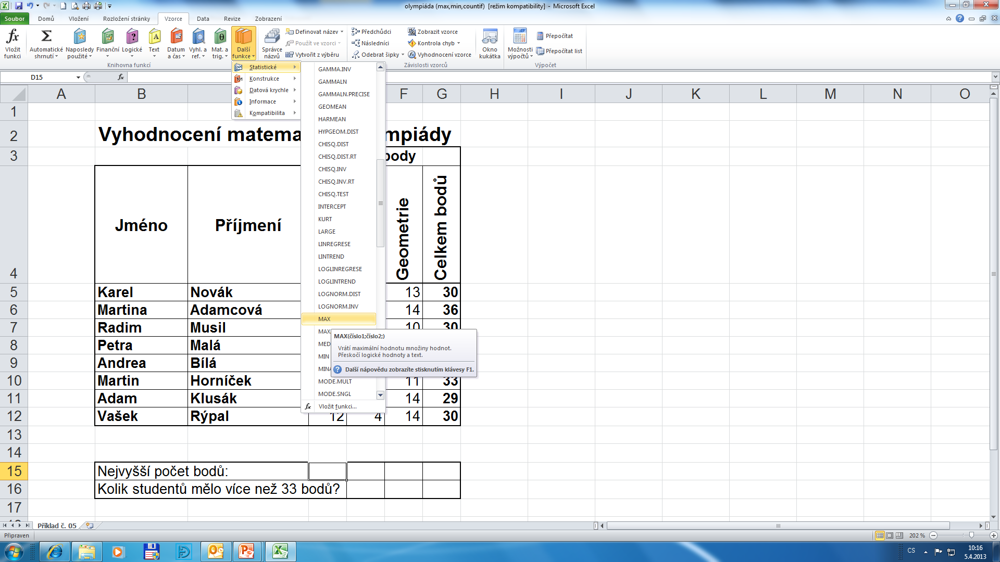 olympiáda (max,min,countif) [režim kompatibility] - Microsoft Excel
Soubor Domů Vložení Rozložení stránky Vzorce Data Revize Zobrazení
Vložit funkci
Automatické shrnutí
Naposledy použité
Finanční
Logické
Text
Datum a čas
Vyhl. a ref.
Mat. a trig.
Další funkce
Knihovna funkcí
Správce názvů
Definovat název
Použít ve vzorci
Vytvořit z výběru
Předchůdci
Následníci
Odebrat šipky
Zobrazit vzorce
Kontrola chyb
Vyhodnocení vzorce
Závislosti vzorců
Okno kukátka
Možnosti výpočtů
Přepočítat
Přepočítat list
Výpočet
D15
fx
Statistické
Konstrukce
Datová krychle
Informace
Kompatibilita
GAMMA.INV
GAMMALN
GAMMALN.PRECISE
GEOMEAN
HARMEAN
HYPGEOM.DIST
CHISQ.DIST
CHISQ.DIST.RT
CHISQ.INV
CHISQ.INV.RT
CHISQ.TEST
INTERCEPT
KURT
LARGE
LINREGRESE
LINTREND
LOGLINREGRESE
LOGLINTREND
LOGNORM.DIST
LOGNORM.INV
MAX
MAX
MED
MIN
MINA
MODE.MULT
MODE.SNGL
Vložit funkci...
MAX(číslo1;číslo2;)
Vrátí maximální hodnotu množiny hodnot.
Přeskočí logické hodnoty a text.
Další nápovědu zobrazíte stisknutím klávesy F1.
A B F G H I J K L M N O
1
2 Vyhodnocení matema mpiády
3 body
4 Jméno Příjmení Geometrie Celkem bodů
5 Karel Novák 13 30
6 Martina Adamcová 14 36
7 Radim Musil 10 30
8 Petra Malá
9 Andrea Bílá
10 Martin Horníček 11 33
11 Adam Klusák 14 29
12 Vašek Rýpal 12 4 14 30
13
14
15 Nejvyšší počet bodů:
16 Kolik studentů mělo více než 33 bodů?
17
Příklad č. 05
Připraven
202 %
CS
10:16
5.4.2013